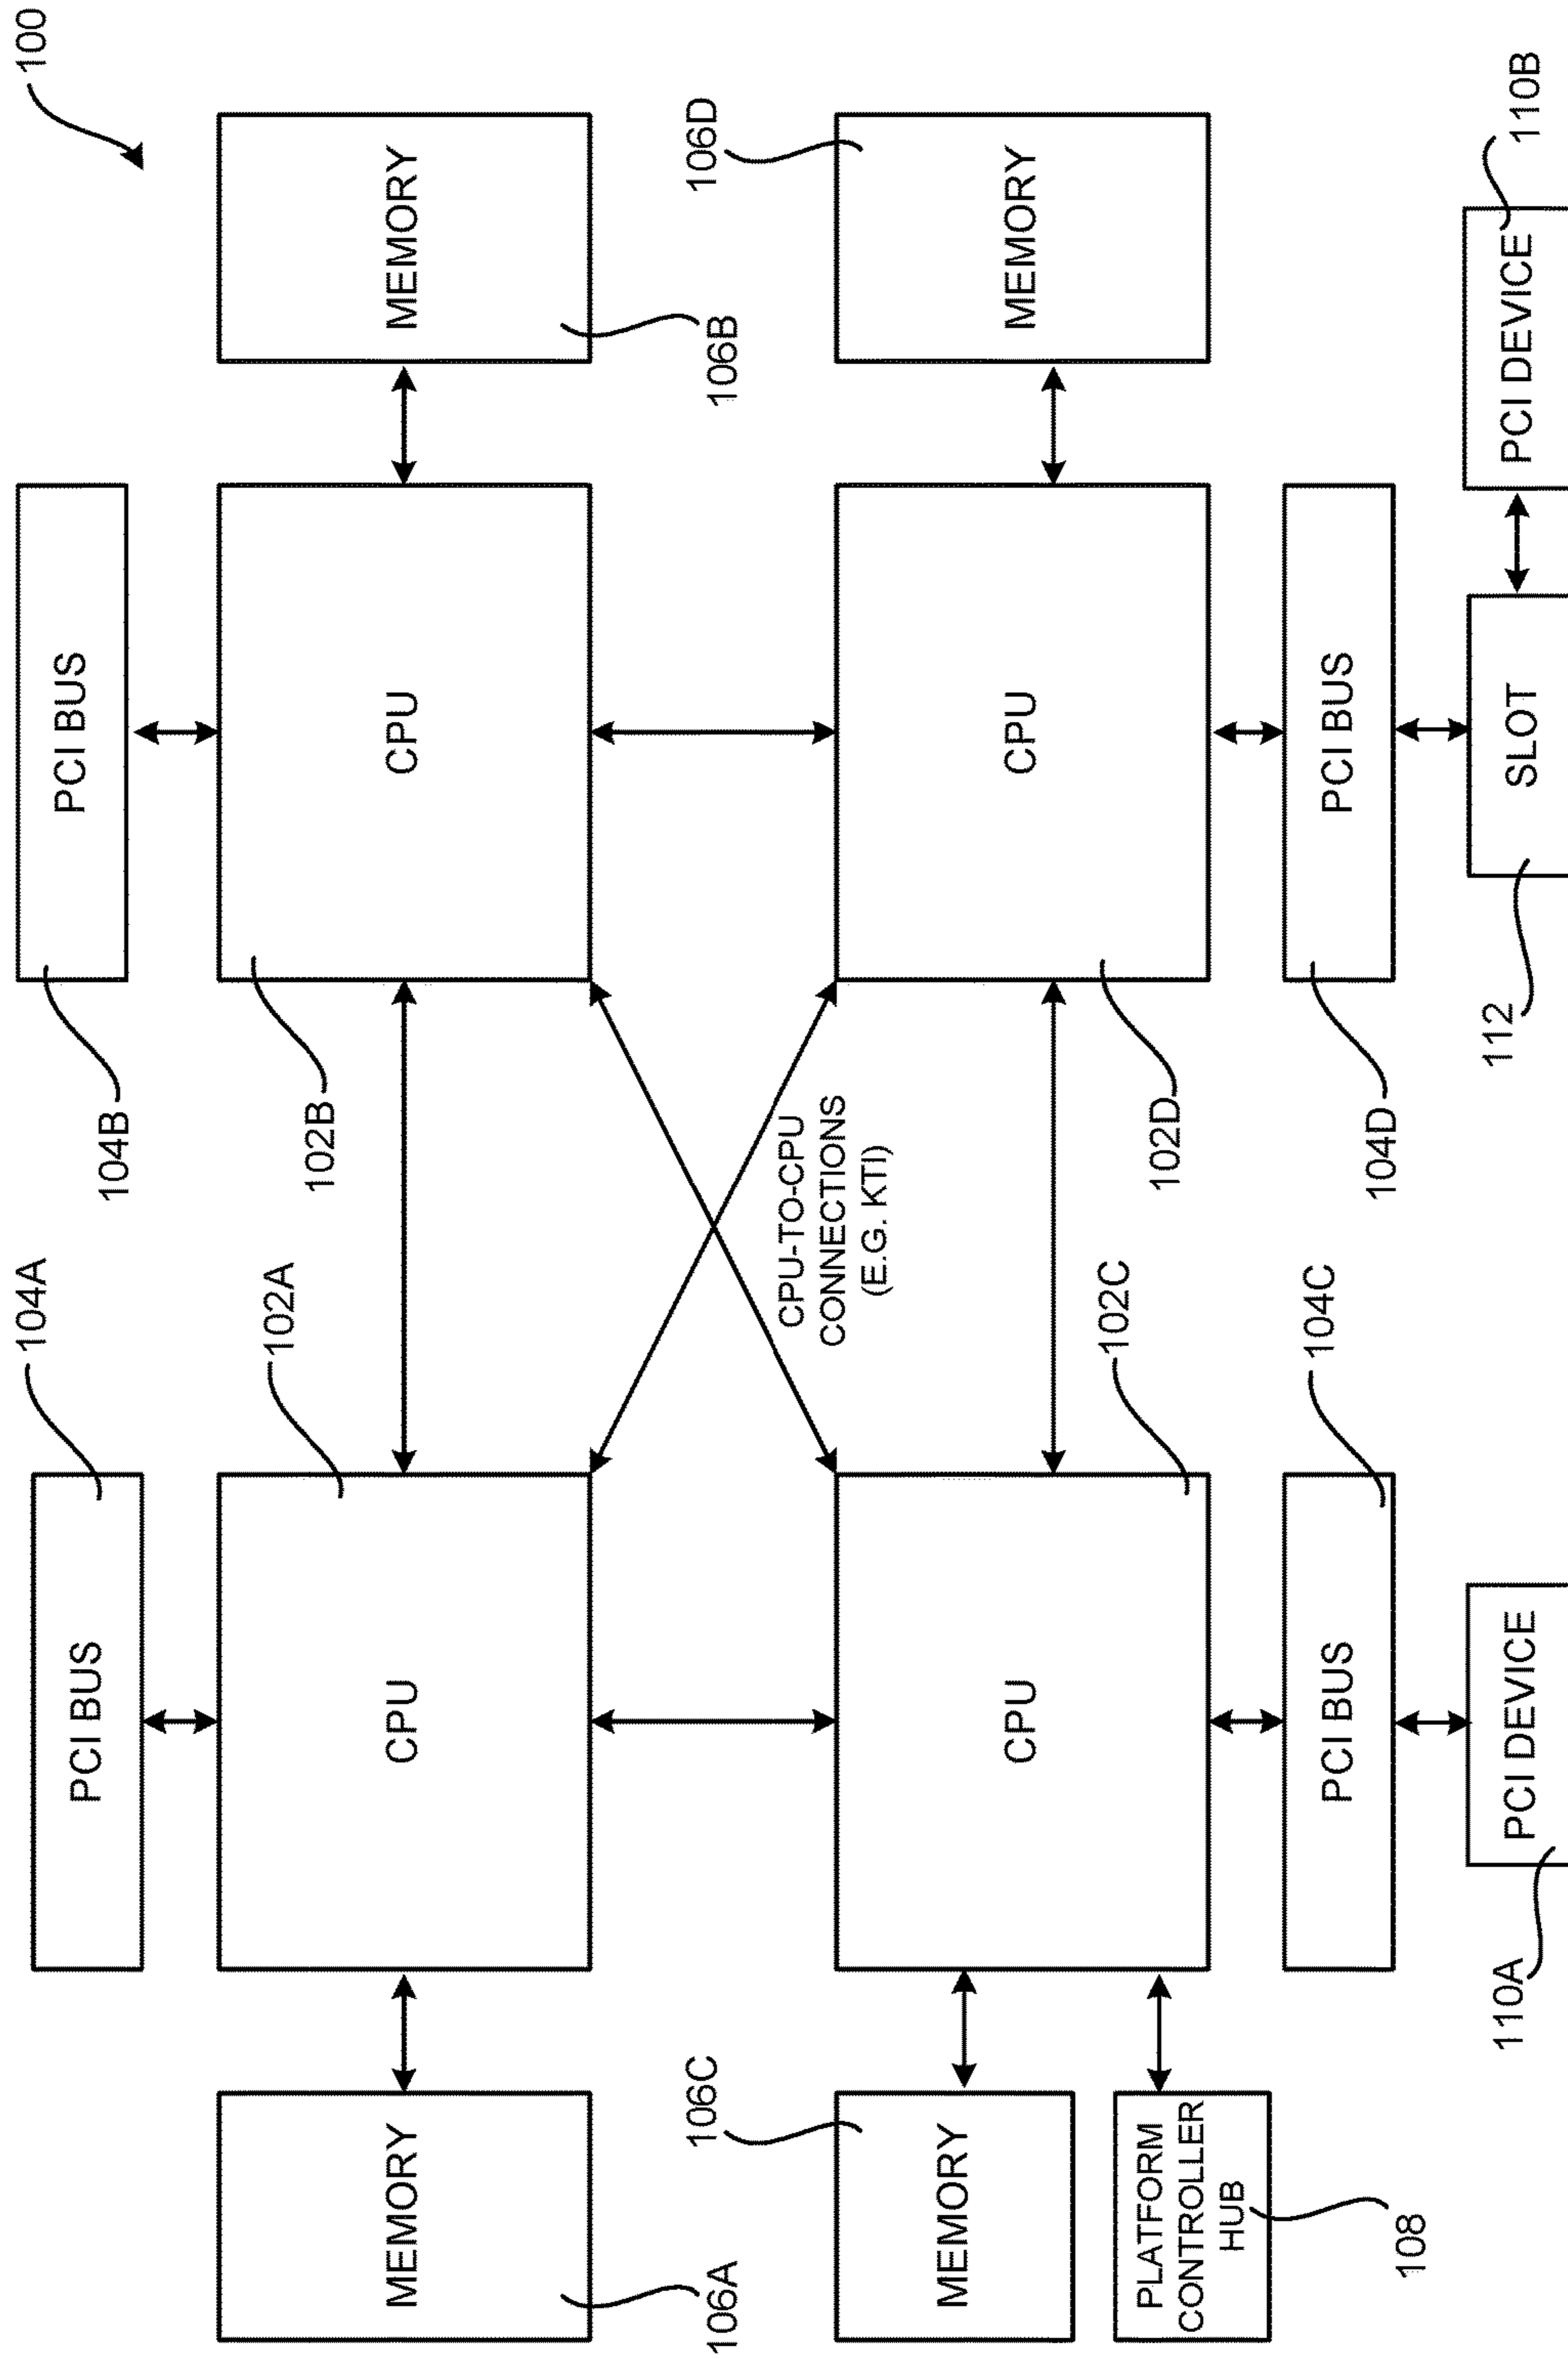 100
104A
PCI BUS
PCI BUS
104B
102A
102B
MEMORY
CPU
CPU
MEMORY
106A
106C
106B
106D
CPU-TO-CPU
CONNECTIONS
(E.G. KTI)
MEMORY
CPU
CPU
MEMORY
102C
102D
PLATFORM
CONTROLLER
HUB
104C
PCI BUS
PCI BUS
104D
108
110A
112
110B
PCI DEVICE
SLOT
PCI DEVICE